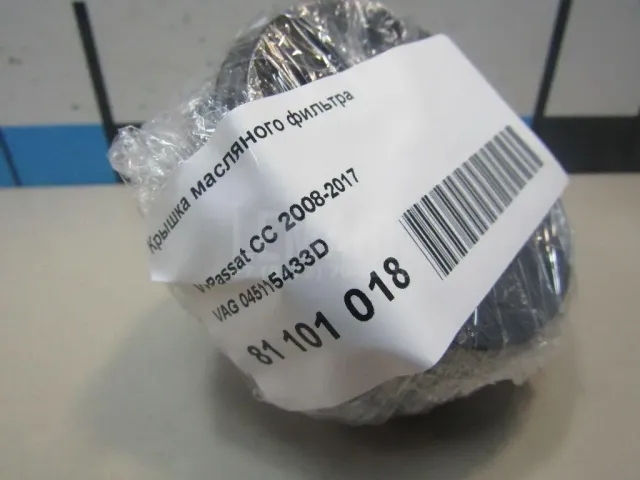 Крышка масляного фильтра
Passat CC 2008-2017
VAG 045115433D
81 101 018